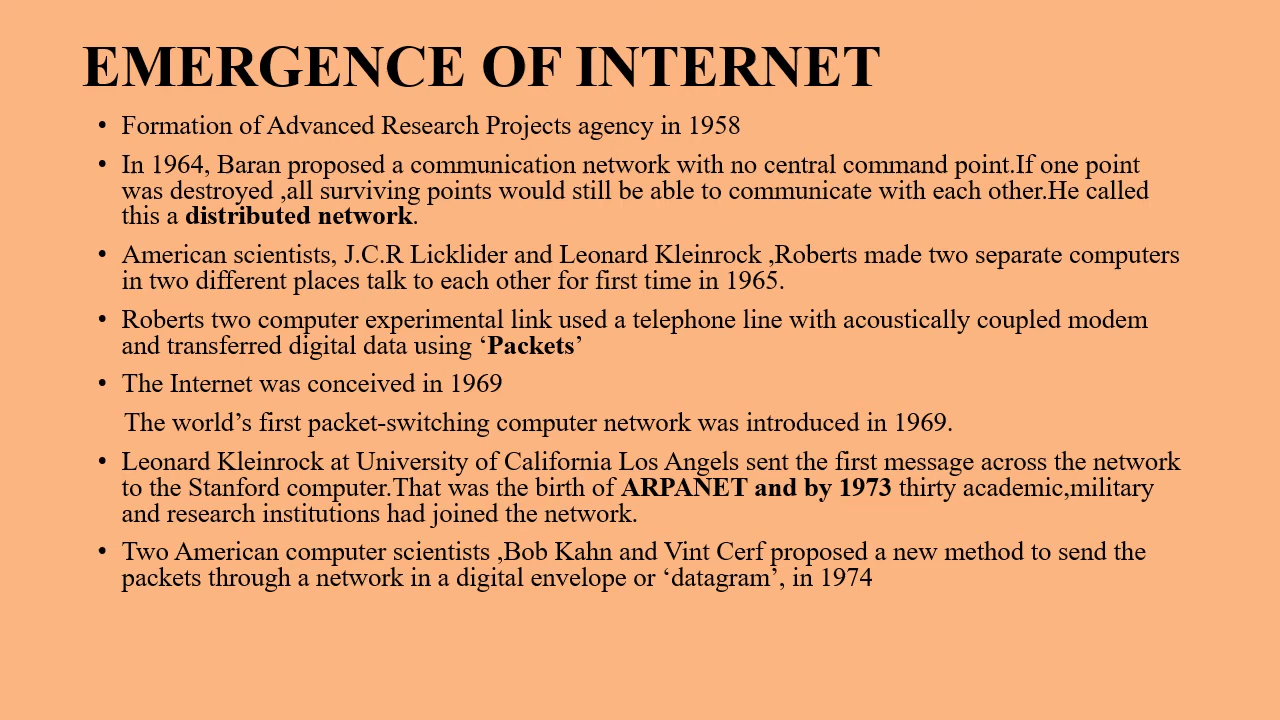 EMERGENCE OF INTERNET
• Formation of Advanced Research Projects agency in 1958
• In 1964, Baran proposed a communication network with no central command point.If one point
was destroyed ,all surviving points would still be able to communicate with each other.He called
this a distributed network.
• American scientists, J.C.R Licklider and Leonard Kleinrock ,Roberts made two separate computers
in two different places talk to each other for first time in 1965.
• Roberts two computer experimental link used a telephone line with acoustically coupled modem
and transferred digital data using ‘Packets’
• The Internet was conceived in 1969
The world’s first packet-switching computer network was introduced in 1969.
• Leonard Kleinrock at University of California Los Angels sent the first message across the network
to the Stanford computer.That was the birth of ARPANET and by 1973 thirty academic,military
and research institutions had joined the network.
• Two American computer scientists ,Bob Kahn and Vint Cerf proposed a new method to send the
packets through a network in a digital envelope or ‘datagram’, in 1974